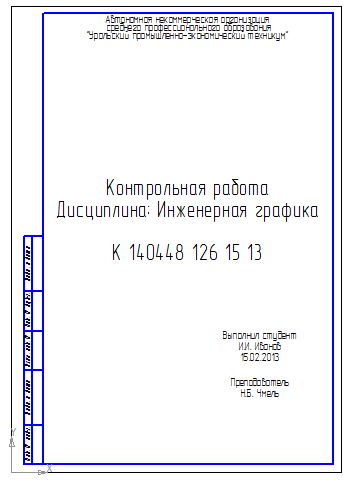 Автономная некоммерческая организация
среднего профессионального образования
"Уральский промышленно-экономический техникум"
Контрольная работа
Дисциплина: Инженерная графика
К 140448 126 15 13
Выполнил студент
И.И. Иванов
15.02.2013
Преподаватель
Н.Б. Чмель
Y
X